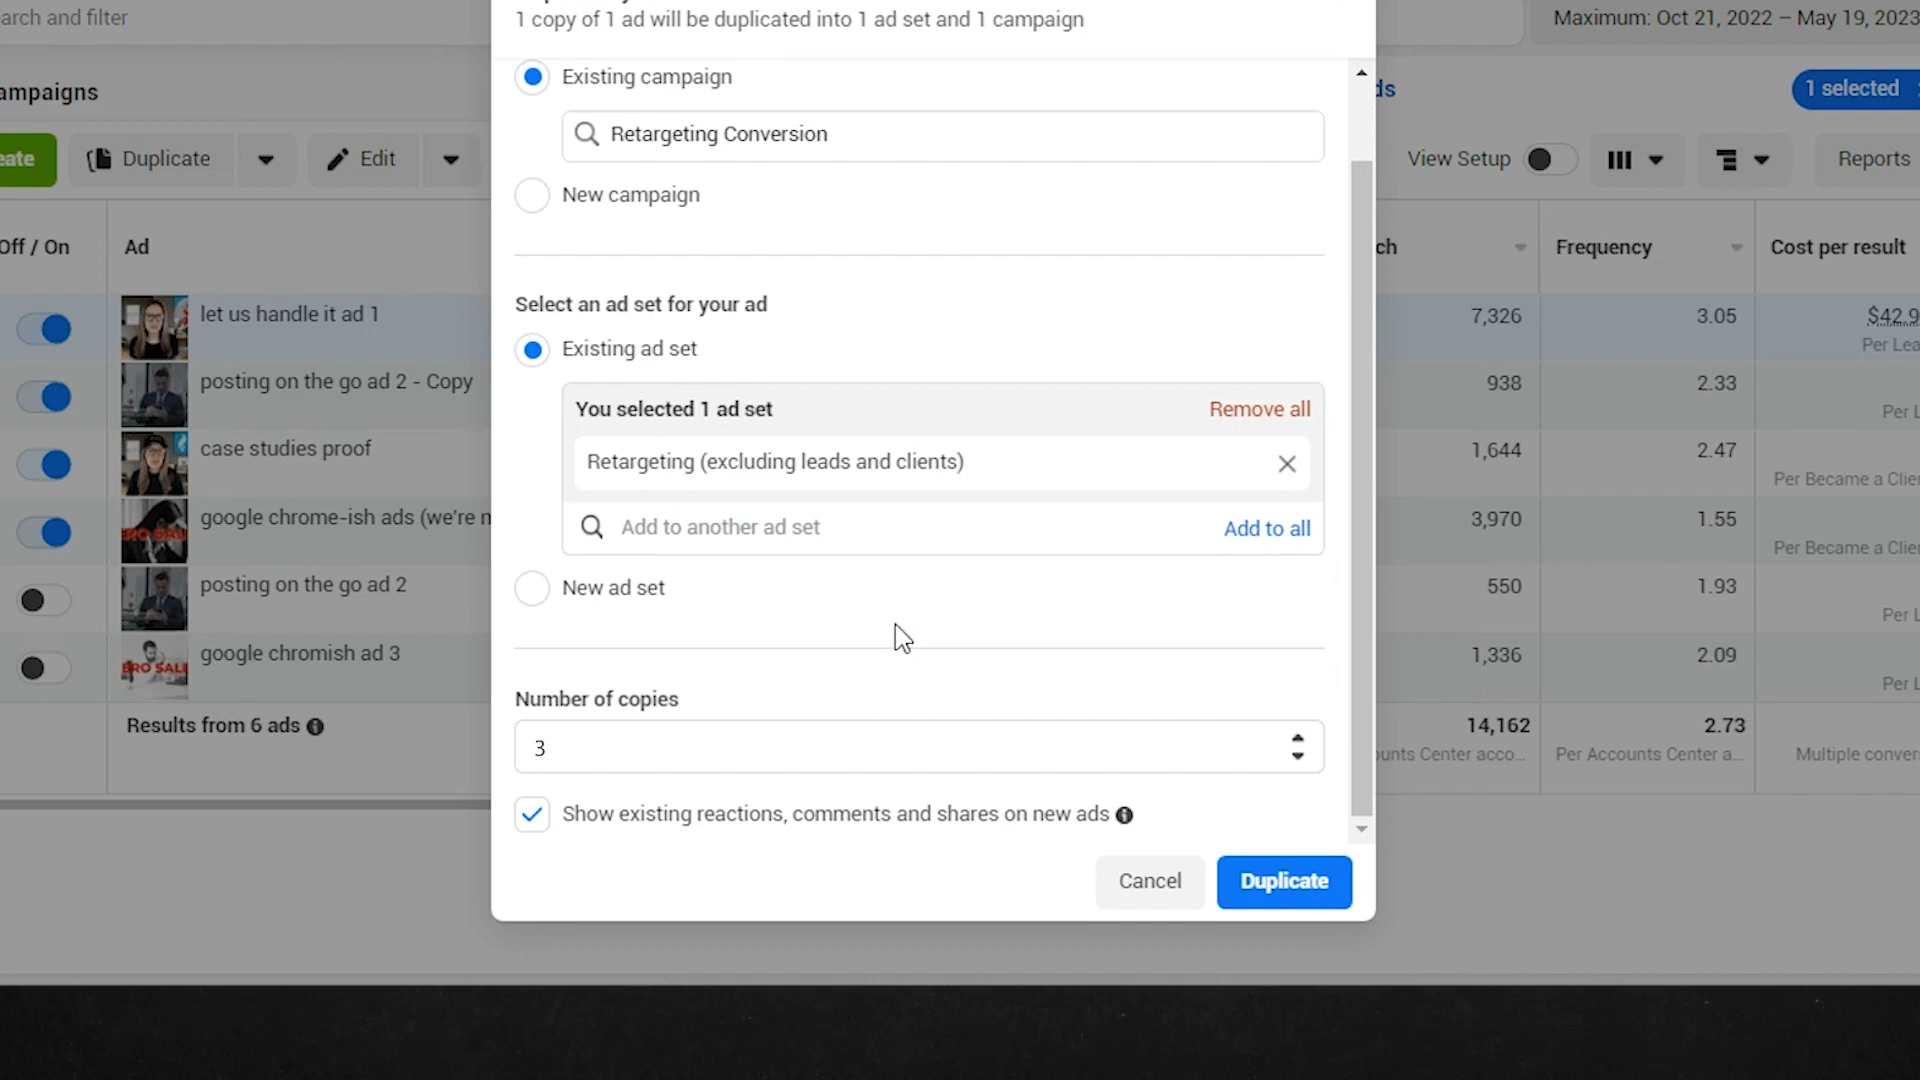 arch and filter
1 copy of 1 ad will be duplicated into 1 ad set and 1 campaign
Maximum: Oct 21, 2022 – May 19, 2023
ampaigns
Existing campaign
ds
1 selected
Retargeting Conversion
eate
Duplicate
Edit
View Setup
Reports
New campaign
Off / On
Ad
ch
Frequency
Cost per result
Select an ad set for your ad
let us handle it ad 1
7,326
3.05
$42.9
Per Lea
Existing ad set
posting on the go ad 2 - Copy
938
2.33
Per L
You selected 1 ad set
Remove all
case studies proof
1,644
2.47
Per Became a Clie
Retargeting (excluding leads and clients)
google chrome-ish ads (we're n
3,970
1.55
Per Became a Clie
Add to another ad set
Add to all
posting on the go ad 2
550
1.93
Per L
New ad set
google chromish ad 3
1,336
2.09
Per L
BRO SALE
Number of copies
Results from 6 ads
14,162
2.73
3
ounts Center acco...
Per Accounts Center a...
Multiple conver
Show existing reactions, comments and shares on new ads
Cancel
Duplicate